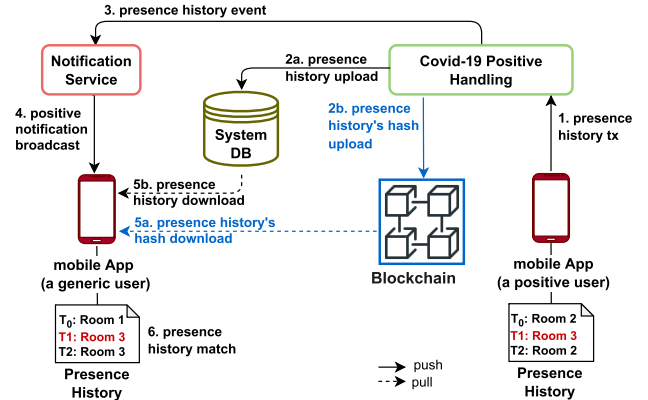 3. presence history event
Notification
Service
2a. presence
history upload
Covid-19 Positive
Handling
4. positive
notification
broadcast
System
DB
2b. presence
history's hash
upload
1. presence
history tx
5b. presence
history download
5a. presence history's
hash download
mobile App
(a generic user)
Blockchain
mobile App
(a positive user)
T0: Room 1
T1: Room 3
T2: Room 3
6. presence
history match
T0: Room 2
T1: Room 3
T2: Room 2
Presence
History
Presence
History
push
pull